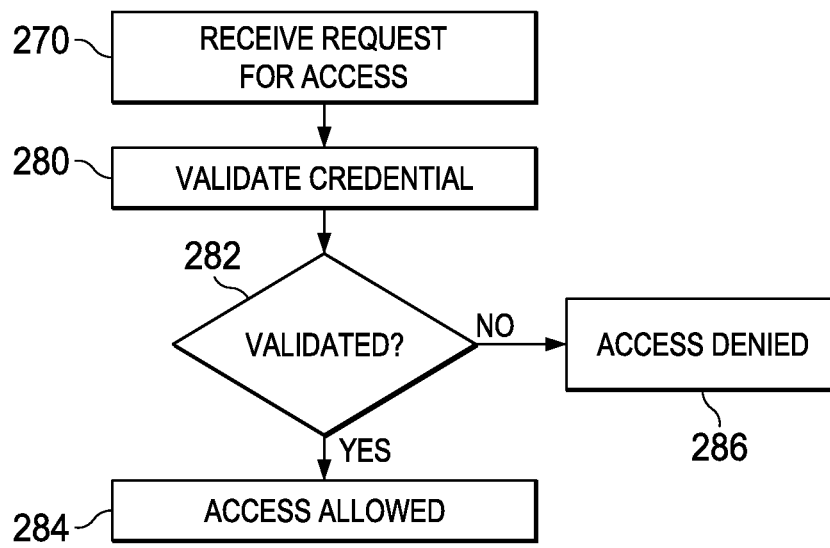 270
RECEIVE REQUEST
FOR ACCESS
280
VALIDATE CREDENTIAL
282
VALIDATED?
NO
ACCESS DENIED
286
YES
284
ACCESS ALLOWED